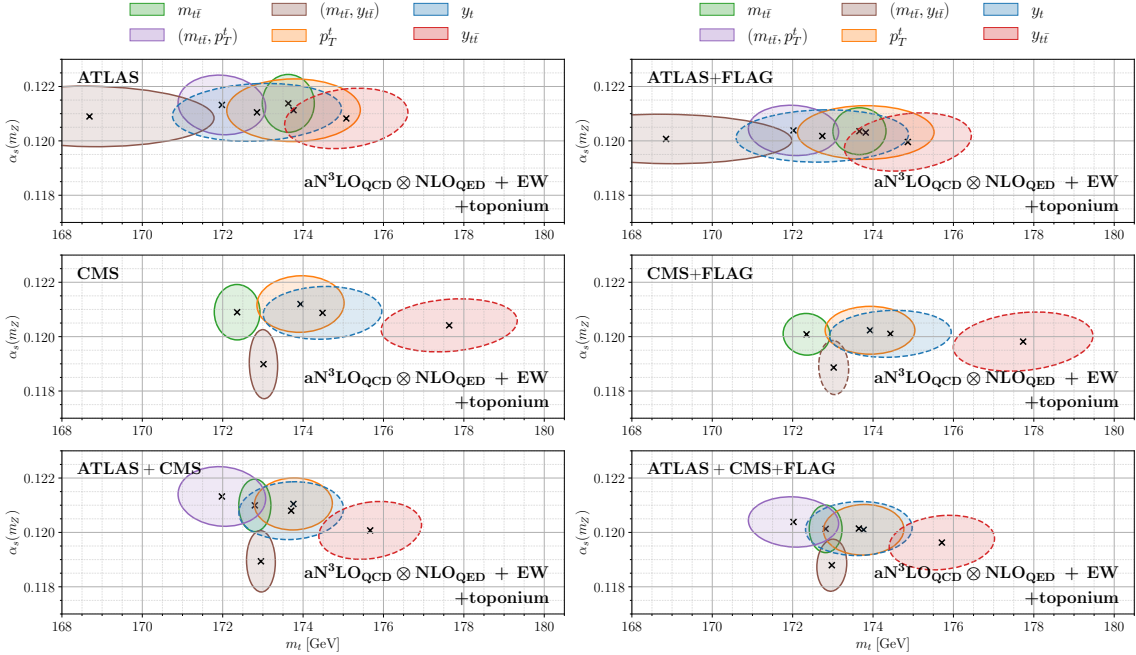 m_{tt̄} (m_{tt̄}, y_{tt̄}) y_t
(m_{tt̄}, p_T^t) p_T^t y_{tt̄}
m_{tt̄} (m_{tt̄}, y_{tt̄}) y_t
(m_{tt̄}, p_T^t) p_T^t y_{tt̄}
ATLAS
α_s(m_Z)
0.122
0.120
0.118
aN³LO_QCD ⊗ NLO_QED + EW
+toponium
168 170 172 174 176 178 180
ATLAS+FLAG
α_s(m_Z)
0.122
0.120
0.118
aN³LO_QCD ⊗ NLO_QED + EW
+toponium
168 170 172 174 176 178 180
CMS
α_s(m_Z)
0.122
0.120
0.118
aN³LO_QCD ⊗ NLO_QED + EW
+toponium
168 170 172 174 176 178 180
CMS+FLAG
α_s(m_Z)
0.122
0.120
0.118
aN³LO_QCD ⊗ NLO_QED + EW
+toponium
168 170 172 174 176 178 180
ATLAS + CMS
α_s(m_Z)
0.122
0.120
0.118
aN³LO_QCD ⊗ NLO_QED + EW
+toponium
168 170 172 174 176 178 180
m_t [GeV]
ATLAS + CMS+FLAG
α_s(m_Z)
0.122
0.120
0.118
aN³LO_QCD ⊗ NLO_QED + EW
+toponium
168 170 172 174 176 178 180
m_t [GeV]